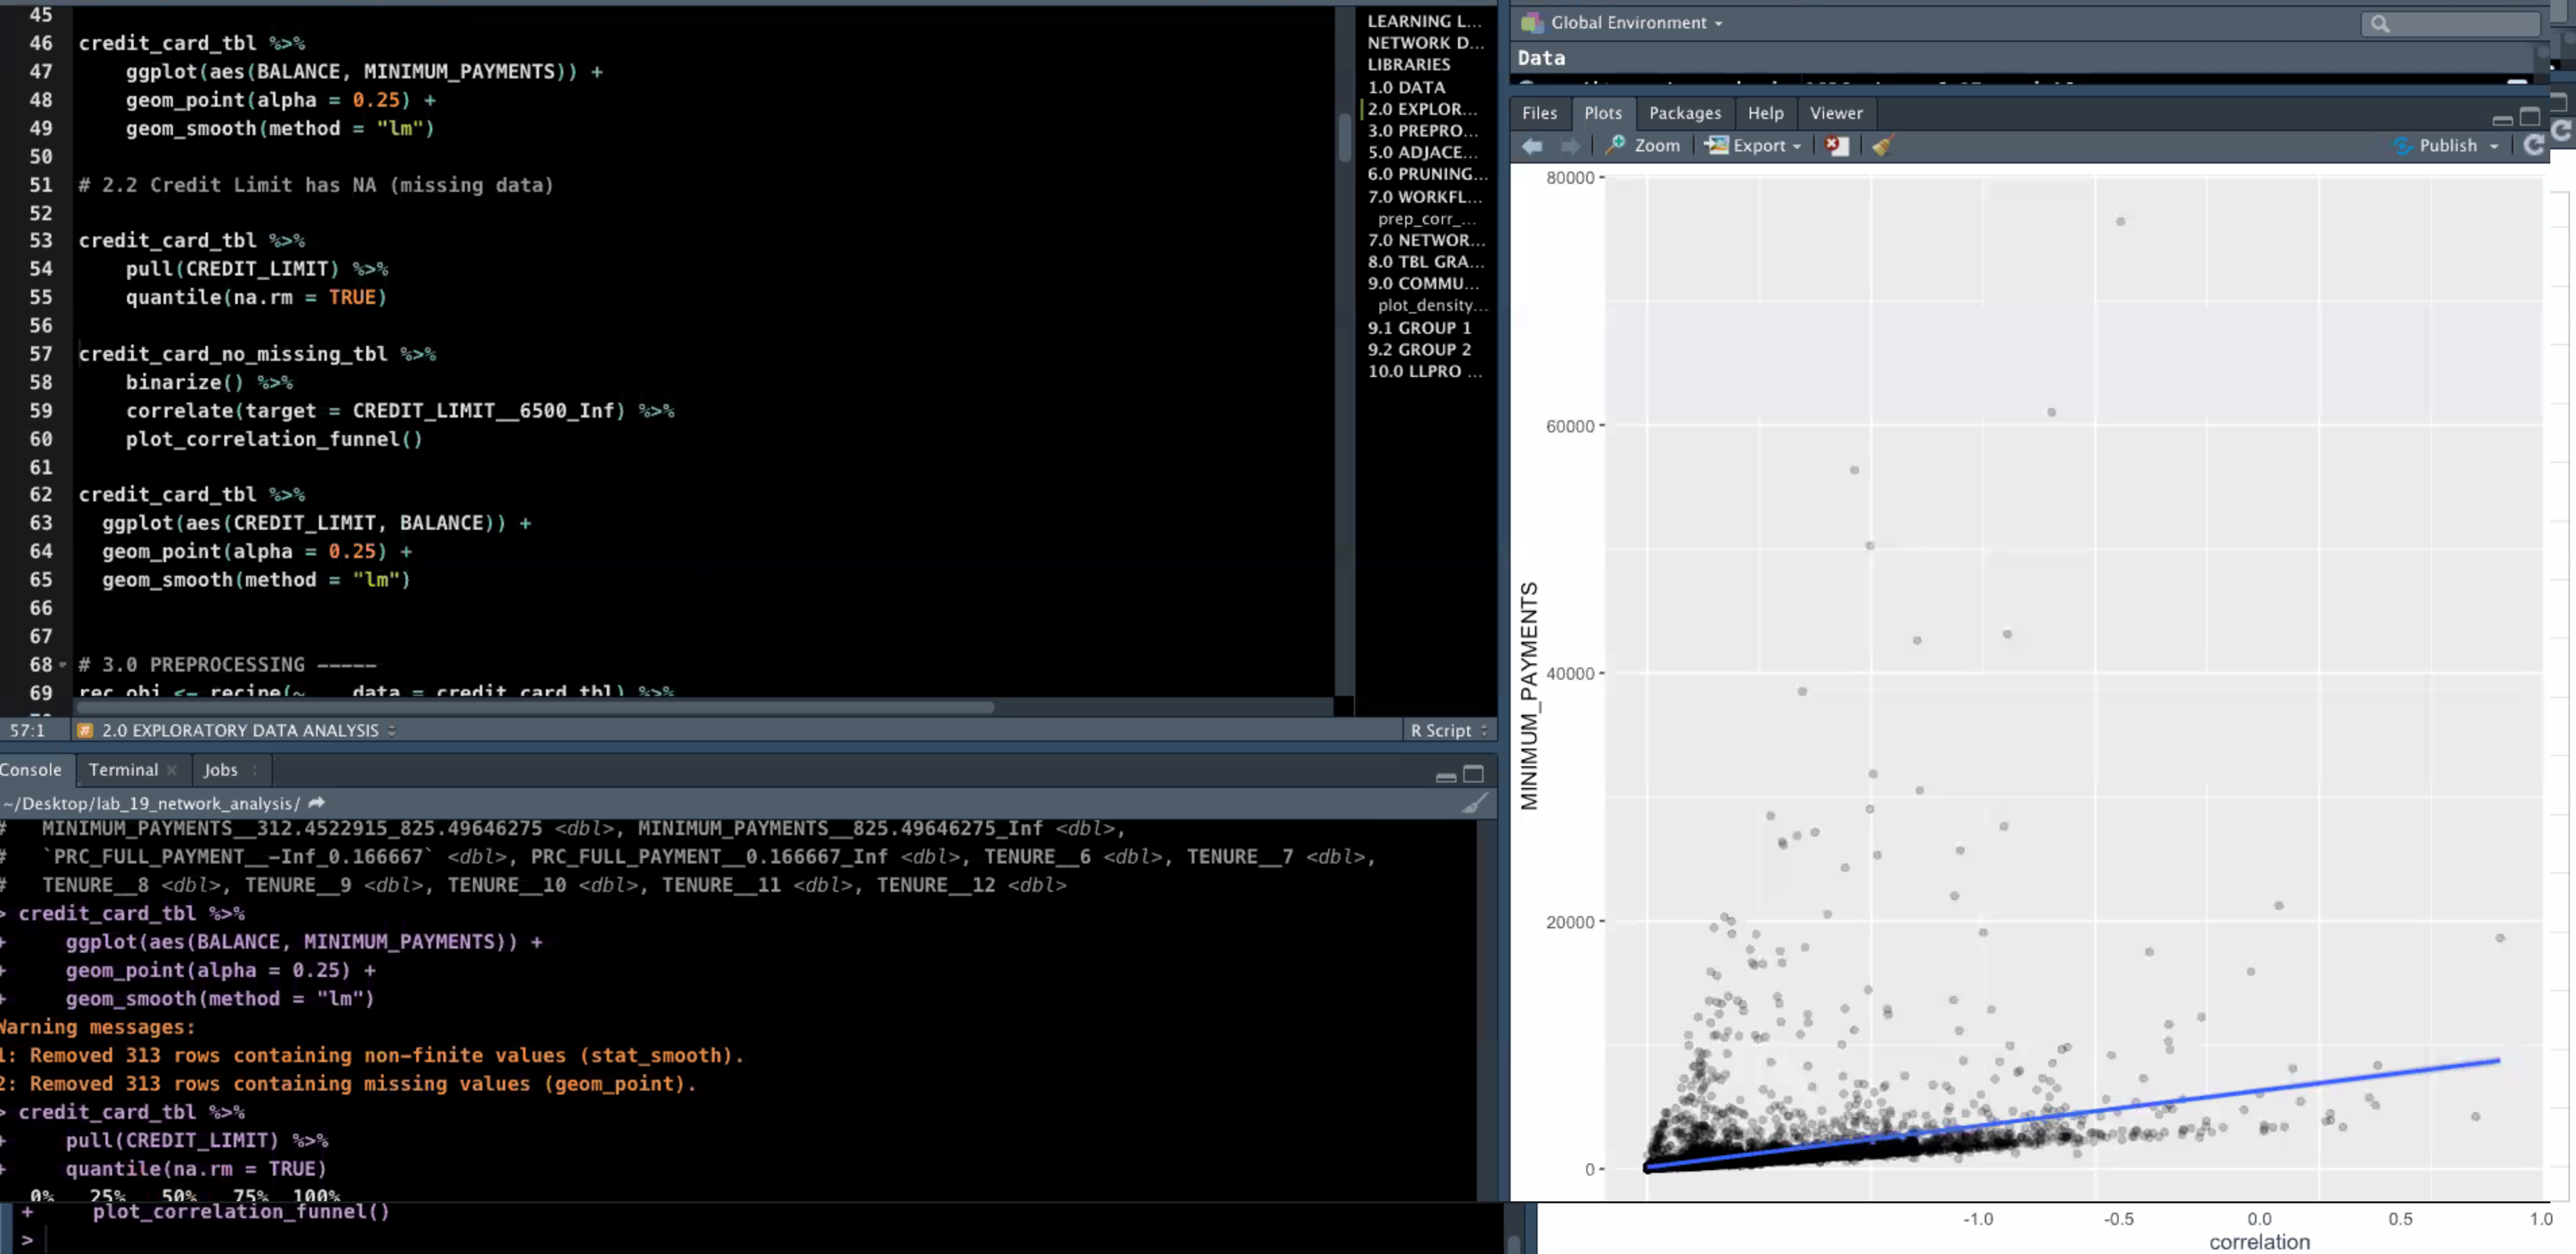 45
46 credit_card_tbl %>%
47 ggplot(aes(BALANCE, MINIMUM_PAYMENTS)) +
48 geom_point(alpha = 0.25) +
49 geom_smooth(method = "lm")
50
51 # 2.2 Credit Limit has NA (missing data)
52
53 credit_card_tbl %>%
54 pull(CREDIT_LIMIT) %>%
55 quantile(na.rm = TRUE)
56
57 credit_card_no_missing_tbl %>%
58 binarize() %>%
59 correlate(target = CREDIT_LIMIT__6500_Inf) %>%
60 plot_correlation_funnel()
61
62 credit_card_tbl %>%
63 ggplot(aes(CREDIT_LIMIT, BALANCE)) +
64 geom_point(alpha = 0.25) +
65 geom_smooth(method = "lm")
66
67
68 # 3.0 PREPROCESSING -----
69 rec_obj <- recipe(~ . , data = credit_card_tbl) %>%
57:1 2.0 EXPLORATORY DATA ANALYSIS
R Script
LEARNING L...
NETWORK D...
LIBRARIES
1.0 DATA
2.0 EXPLOR...
3.0 PREPRO...
5.0 ADJACE...
6.0 PRUNING...
7.0 WORKFL...
prep_corr_...
7.0 NETWOR...
8.0 TBL GRA...
9.0 COMMU...
plot_density...
9.1 GROUP 1
9.2 GROUP 2
10.0 LLPRO ...
Console Terminal Jobs
~/Desktop/lab_19_network_analysis/
# MINIMUM_PAYMENTS__312.4522915_825.49646275 <dbl>, MINIMUM_PAYMENTS__825.49646275_Inf <dbl>,
# `PRC_FULL_PAYMENT__-Inf_0.166667` <dbl>, PRC_FULL_PAYMENT__0.166667_Inf <dbl>, TENURE__6 <dbl>, TENURE__7 <dbl>,
# TENURE__8 <dbl>, TENURE__9 <dbl>, TENURE__10 <dbl>, TENURE__11 <dbl>, TENURE__12 <dbl>
> credit_card_tbl %>%
+ ggplot(aes(BALANCE, MINIMUM_PAYMENTS)) +
+ geom_point(alpha = 0.25) +
+ geom_smooth(method = "lm")
Warning messages:
1: Removed 313 rows containing non-finite values (stat_smooth).
2: Removed 313 rows containing missing values (geom_point).
> credit_card_tbl %>%
+ pull(CREDIT_LIMIT) %>%
+ quantile(na.rm = TRUE)
0% 25% 50% 75% 100%
+ plot_correlation_funnel()
>
Global Environment
Data
Files Plots Packages Help Viewer
Zoom Export Publish
80000
60000
40000
20000
0
MINIMUM_PAYMENTS
-1.0 -0.5 0.0 0.5 1.0
correlation